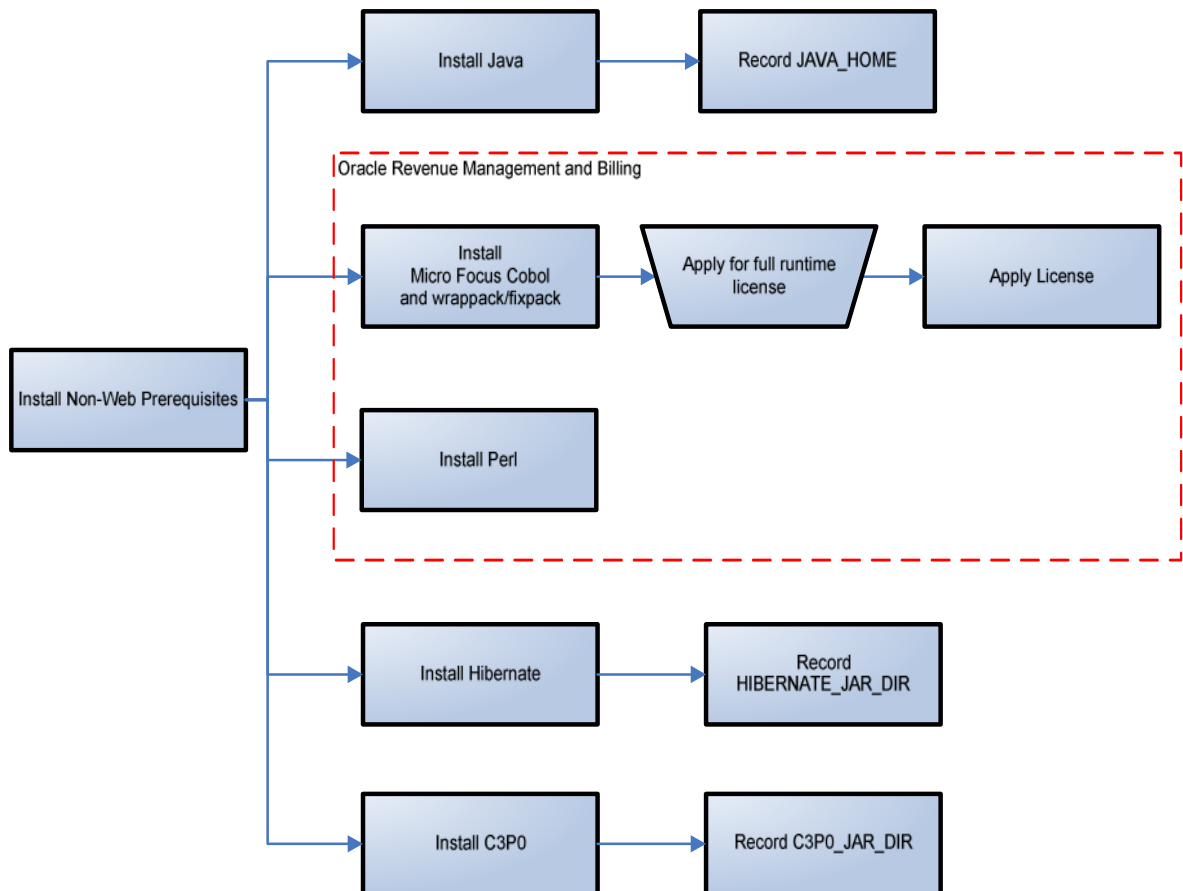 Install Java
Record JAVA_HOME
Oracle Revenue Management and Billing
Install
Micro Focus Cobol
and wrappack/fixpack
Apply for full runtime
license
Apply License
Install Non-Web Prerequisites
Install Perl
Install Hibernate
Record
HIBERNATE_JAR_DIR
Install C3P0
Record C3P0_JAR_DIR